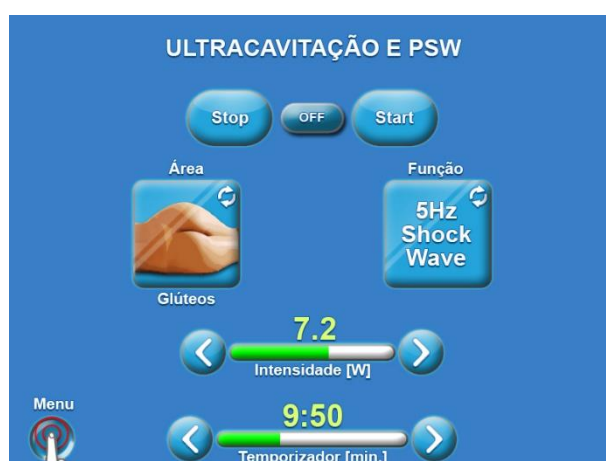 ULTRACAVITAÇÃO E PSW
Stop OFF Start
Área Função
5Hz
Shock
Wave
Glúteos
7.2
Intensidade [W]
Menu
9:50
Temporizador [min.]